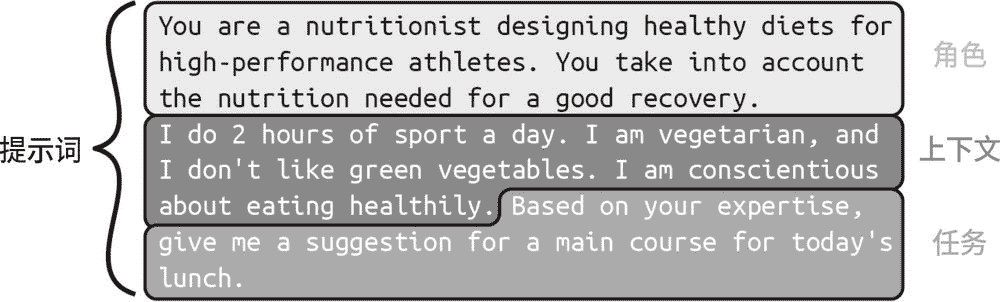 You are a nutritionist designing healthy diets for
high-performance athletes. You take into account
the nutrition needed for a good recovery.
角色
提示词
I do 2 hours of sport a day. I am vegetarian, and
I don't like green vegetables. I am conscientious
about eating healthily. Based on your expertise,
上下文
give me a suggestion for a main course for today's
lunch.
任务